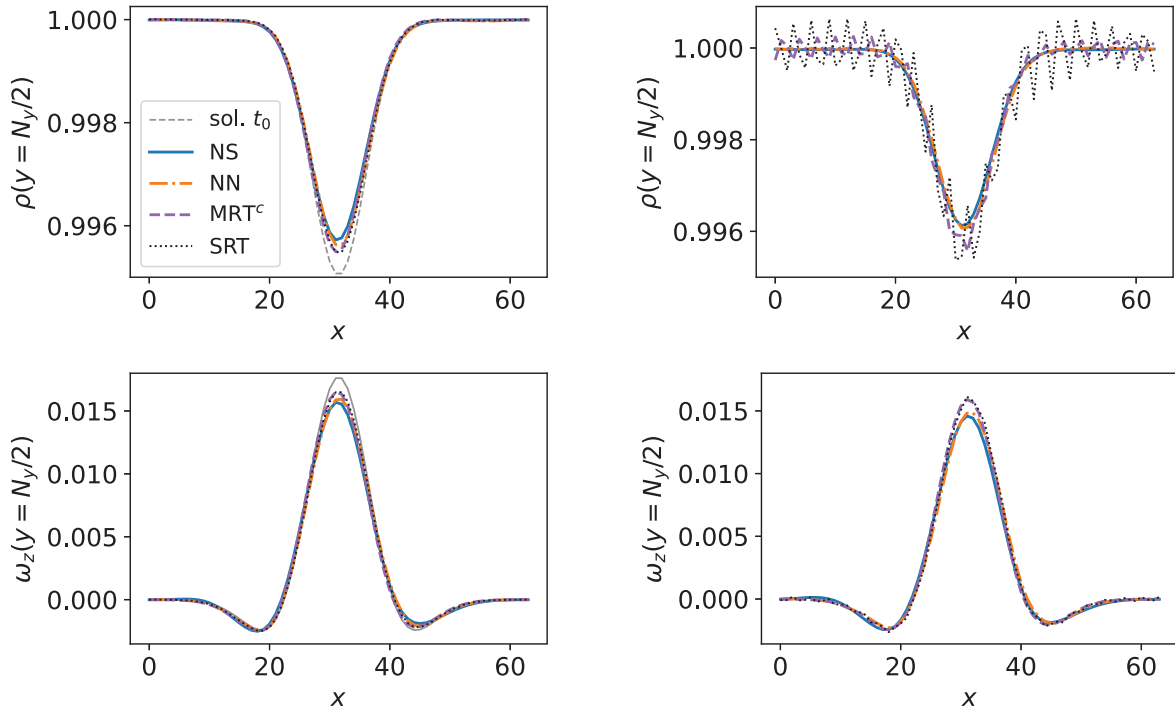 1.000
0.998
0.996
ρ(y = N_y/2)
sol. t_0
NS
NN
MRT^c
SRT
0 20 40 60
x
1.000
0.998
0.996
ρ(y = N_y/2)
0 20 40 60
x
0.015
0.010
0.005
0.000
ω_z(y = N_y/2)
0 20 40 60
x
0.015
0.010
0.005
0.000
ω_z(y = N_y/2)
0 20 40 60
x